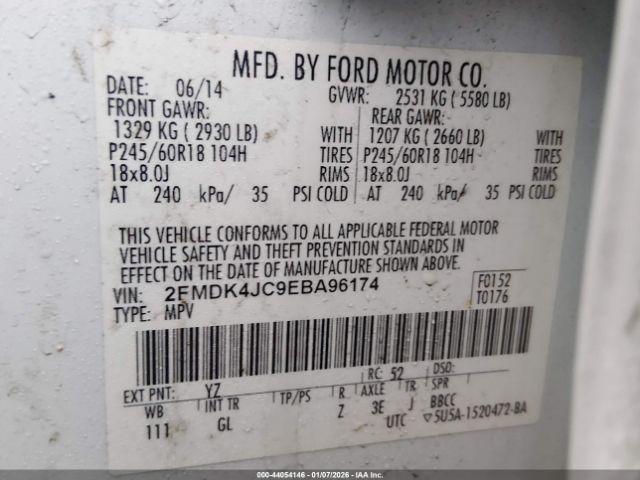 MFD. BY FORD MOTOR CO.
DATE: 06/14 GVWR: 2531 KG ( 5580 LB)
FRONT GAWR: REAR GAWR:
1329 KG ( 2930 LB) WITH 1207 KG ( 2660 LB) WITH
P245/60R18 104H TIRES P245/60R18 104H TIRES
18x8.0J RIMS 18x8.0J RIMS
AT 240 kPa/ 35 PSI COLD AT 240 kPa/ 35 PSI COLD
THIS VEHICLE CONFORMS TO ALL APPLICABLE FEDERAL MOTOR
VEHICLE SAFETY AND THEFT PREVENTION STANDARDS IN
EFFECT ON THE DATE OF MANUFACTURE SHOWN ABOVE.
VIN: 2FMDK4JC9EBA96174 F0152
TYPE: MPV T0176
RC: 52 DSO:
EXT PNT: YZ
WB INT TR TP/PS R AXLE TR SPR
111 GL Z 3E J BBCC
UTC ▽5U5A-1520472-BA
000-44054146 | 01/07/2026 | IAA Inc.